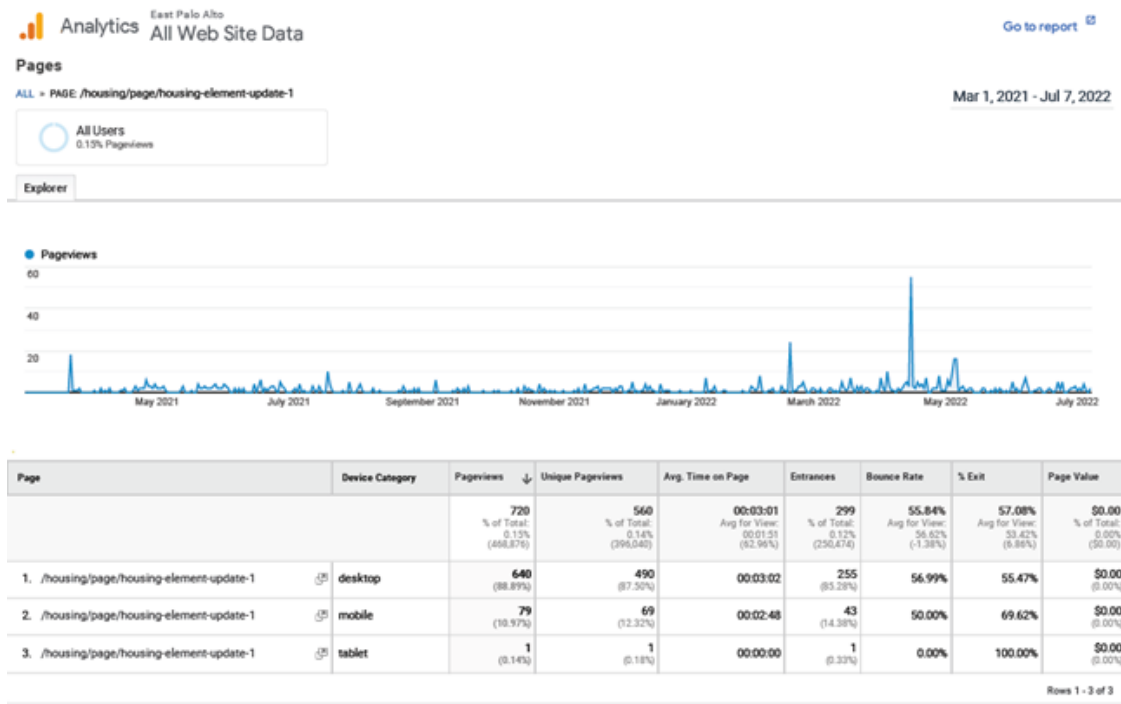 Analytics
East Palo Alto
All Web Site Data
Go to report
Pages
ALL » PAGE: /housing/page/housing-element-update-1
Mar 1, 2021 - Jul 7, 2022
All Users
0.15% Pageviews
Explorer
Pageviews
60
40
20
May 2021 July 2021 September 2021 November 2021 January 2022 March 2022 May 2022 July 2022
Page Device Category Pageviews Unique Pageviews Avg. Time on Page Entrances Bounce Rate % Exit Page Value
720 560 00:03:01 299 55.84% 57.08% $0.00
% of Total: % of Total: Avg for View: % of Total: Avg for View: Avg for View: % of Total:
0.15% 0.14% 00:01:51 0.12% 56.62% 53.42% 0.00%
(468,876) (396,040) (62.96%) (250,474) (-1.38%) (6.86%) ($0.00)
1. /housing/page/housing-element-update-1 desktop 640 490 00:03:02 255 56.99% 55.47% $0.00
(88.89%) (87.50%) (85.28%) (0.00%)
2. /housing/page/housing-element-update-1 mobile 79 69 00:02:48 43 50.00% 69.62% $0.00
(10.97%) (12.32%) (14.38%) (0.00%)
3. /housing/page/housing-element-update-1 tablet 1 1 00:00:00 1 0.00% 100.00% $0.00
(0.14%) (0.18%) (0.33%) (0.00%)
Rows 1 - 3 of 3